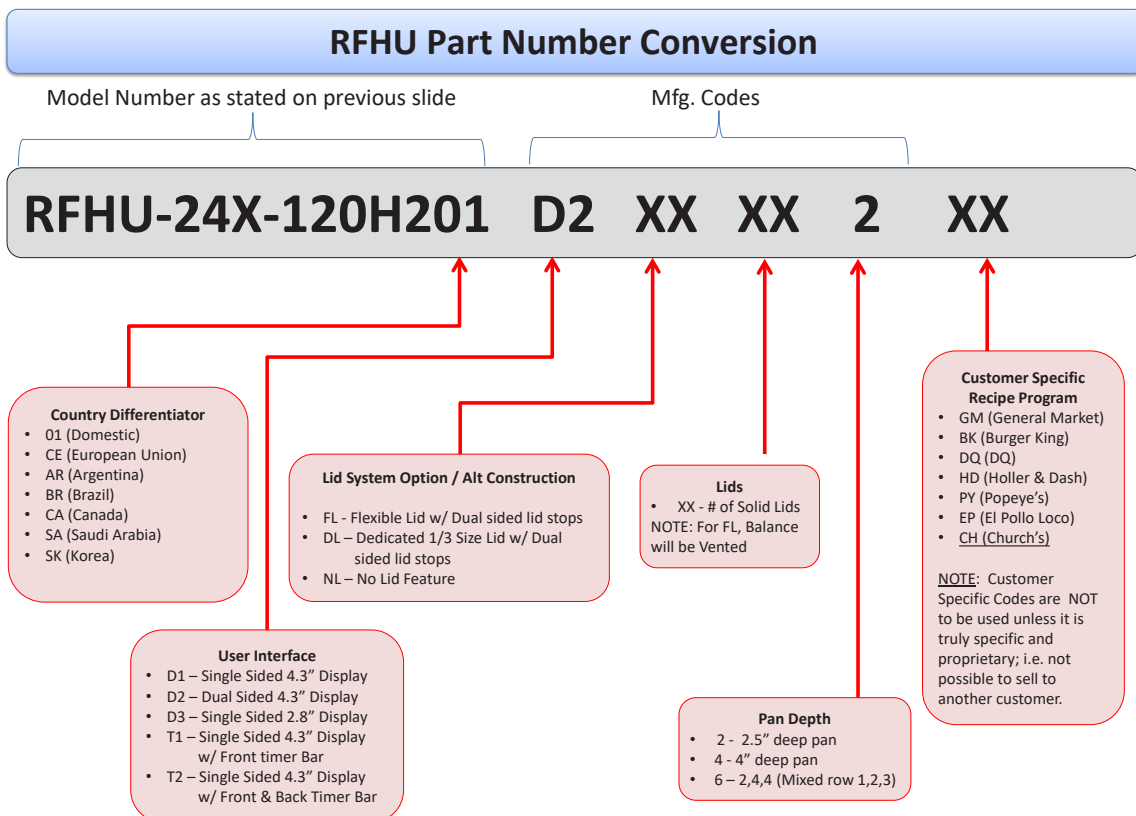 RFHU Part Number Conversion
Model Number as stated on previous slide
Mfg. Codes
RFHU-24X-120H201 D2 XX XX 2 XX
Country Differentiator
• 01 (Domestic)
• CE (European Union)
• AR (Argentina)
• BR (Brazil)
• CA (Canada)
• SA (Saudi Arabia)
• SK (Korea)
Lid System Option / Alt Construction
• FL - Flexible Lid w/ Dual sided lid stops
• DL – Dedicated 1/3 Size Lid w/ Dual
sided lid stops
• NL – No Lid Feature
Lids
• XX - # of Solid Lids
NOTE: For FL, Balance
will be Vented
Customer Specific
Recipe Program
• GM (General Market)
• BK (Burger King)
• DQ (DQ)
• HD (Holler & Dash)
• PY (Popeye’s)
• EP (El Pollo Loco)
• CH (Church’s)
NOTE: Customer
Specific Codes are NOT
to be used unless it is
truly specific and
proprietary; i.e. not
possible to sell to
another customer.
User Interface
• D1 – Single Sided 4.3” Display
• D2 – Dual Sided 4.3” Display
• D3 – Single Sided 2.8” Display
• T1 – Single Sided 4.3” Display
w/ Front timer Bar
• T2 – Single Sided 4.3” Display
w/ Front & Back Timer Bar
Pan Depth
• 2 - 2.5” deep pan
• 4 - 4” deep pan
• 6 – 2,4,4 (Mixed row 1,2,3)